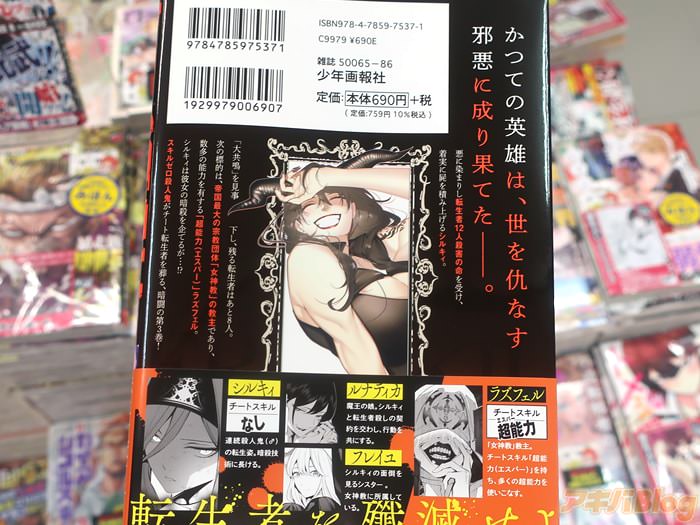 ISBN978-4-7859-7537-1
C9979 ¥690E
9784785975371
雑誌 50065-86
少年画報社
定価:本体690円+税
(定価:759円 10%税込)
1929979006907
かつての英雄は、世を仇なす
邪悪に成り果てた――。
悪に染まりし転生者12人殺害の命を受け、
着実に屍を積み上げるシルキィ。
「大共鳴」を見事
下し、残る転生者はあと8人。
次の標的は、帝国最大の宗教団体「女神教」の教主であり、
数多の能力を有する「超能力(エスパー)」ラズフェル。
シルキィは彼女の暗殺を企てるが…!?
スキルゼロ殺人鬼がチート転生者を葬る、暗闘の第3巻!
シルキィ
チートスキル
なし
連続殺人鬼(♂)
の転生姿。暗殺技
術に長ける。
ルナティカ
魔王の娘。シルキィ
と転生者殺しの契
約を交わし、行動を
共にする。
フレイユ
シルキィの面倒を
見るシスター。
女神教に所属してい
る。
ラズフェル
チートスキル
エスパー
超能力
「女神教」教主。
チートスキル「超能力
(エスパー)」を持
ち、多くの超能力を
使いこなす。
転生者を殲滅せよ
アキバBlog